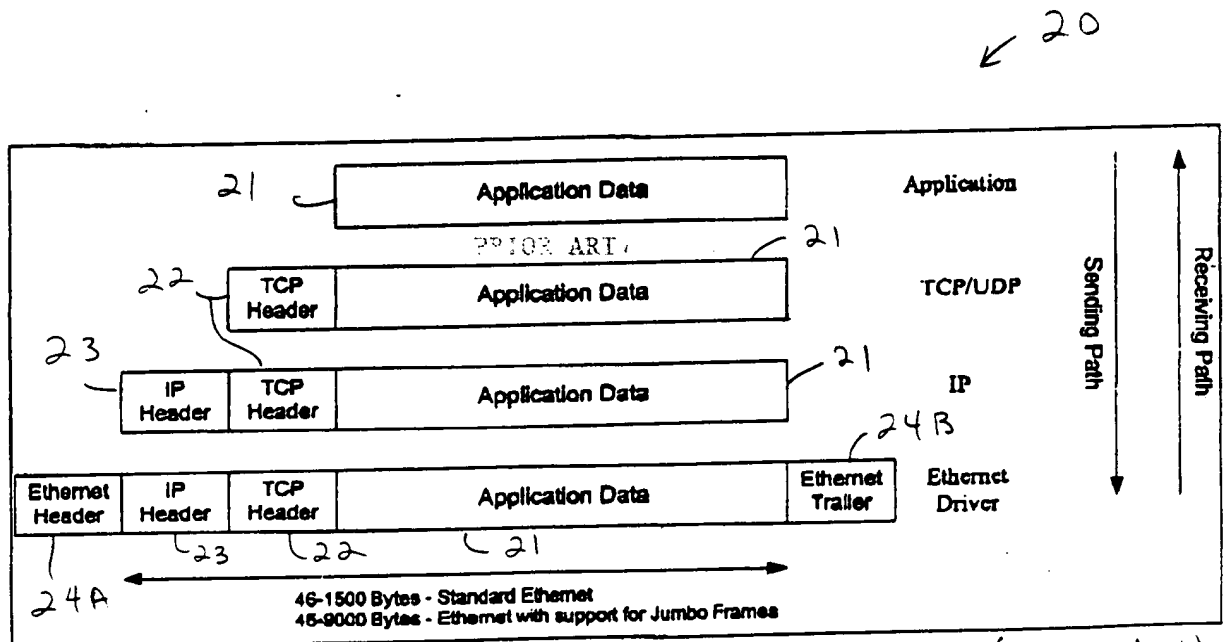 20
21
Application Data
Application
PRIOR ART
21
22
TCP Header
Application Data
TCP/UDP
23
IP Header
TCP Header
Application Data
21
IP
24B
Ethernet Header
IP Header
TCP Header
Application Data
Ethernet Trailer
Ethernet Driver
23
22
21
24A
46-1500 Bytes - Standard Ethernet
46-9000 Bytes - Ethernet with support for Jumbo Frames
Sending Path
Receiving Path